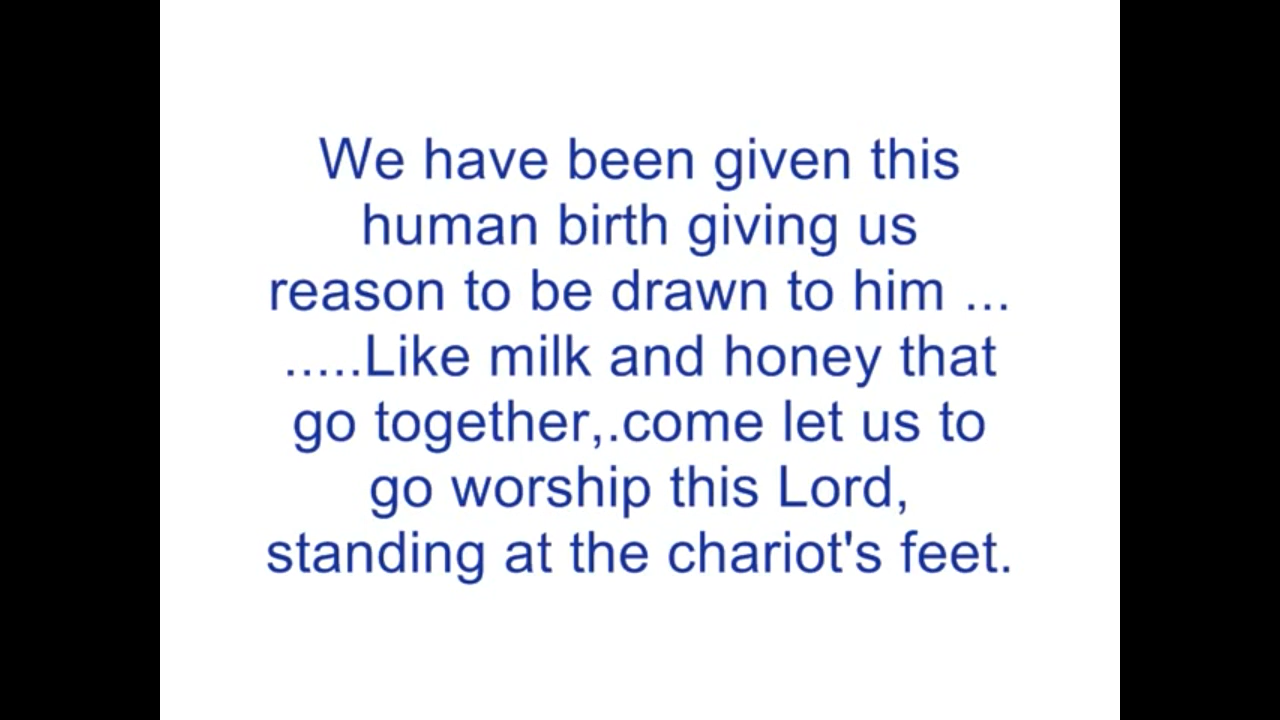 We have been given this
human birth giving us
reason to be drawn to him ...
.....Like milk and honey that
go together,.come let us to
go worship this Lord,
standing at the chariot's feet.